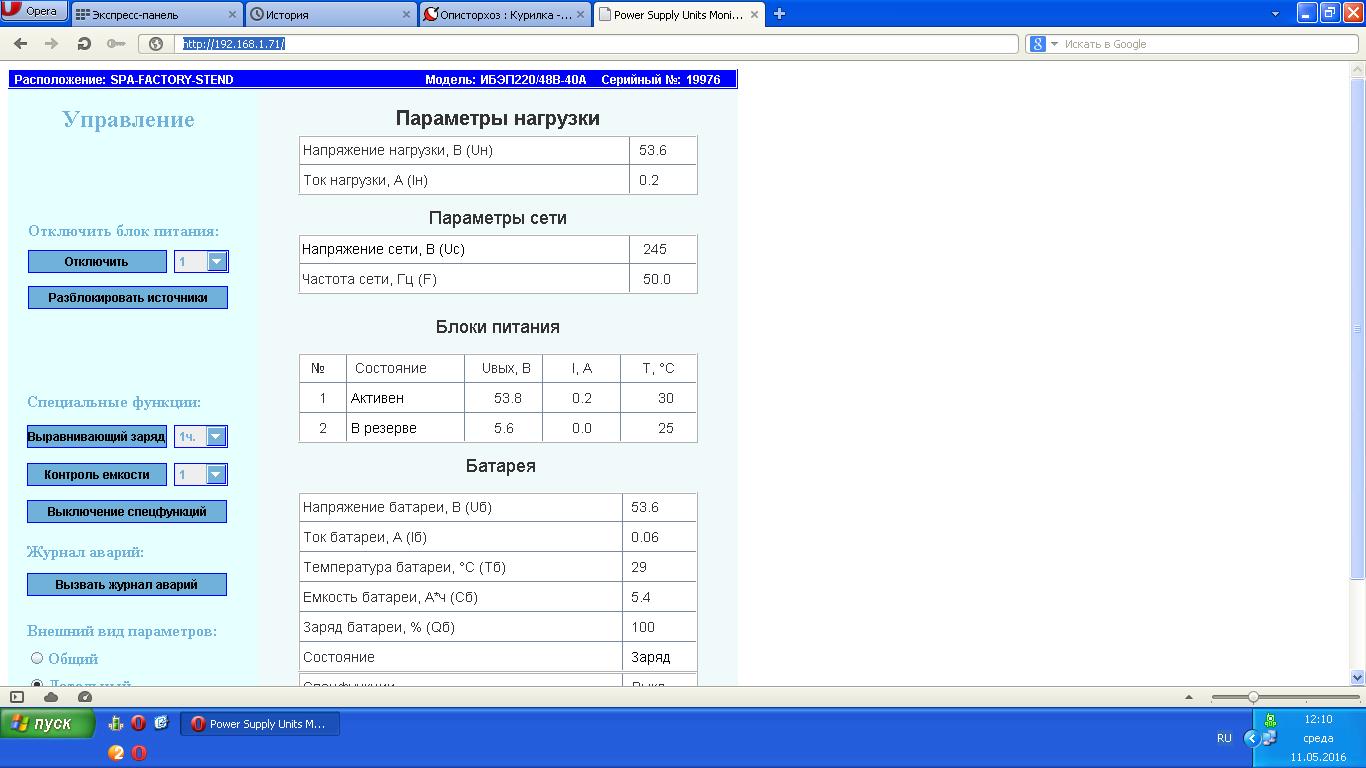 Opera
Экспресс-панель
История
Описторхоз : Курилка -...
Power Supply Units Moni...
http://192.168.1.71/
Искать в Google
Расположение: SPA-FACTORY-STEND Модель: ИБЭП220/48В-40А Серийный №: 19976
Управление
Отключить блок питания:
Отключить 1
Разблокировать источники
Специальные функции:
Выравнивающий заряд 1ч.
Контроль емкости 1
Выключение спецфункций
Журнал аварий:
Вызвать журнал аварий
Внешний вид параметров:
Общий
Детальный
Параметры нагрузки
Напряжение нагрузки, В (Uн) 53.6
Ток нагрузки, А (Iн) 0.2
Параметры сети
Напряжение сети, В (Uс) 245
Частота сети, Гц (F) 50.0
Блоки питания
№ Состояние Uвых, В I, А Т, °С
1 Активен 53.8 0.2 30
2 В резерве 5.6 0.0 25
Батарея
Напряжение батареи, В (Uб) 53.6
Ток батареи, А (Iб) 0.06
Температура батареи, °С (Тб) 29
Емкость батареи, А*ч (Сб) 5.4
Заряд батареи, % (Qб) 100
Состояние Заряд
Спецфункции Выкл
пуск
Power Supply Units M...
RU
12:10
среда
11.05.2016